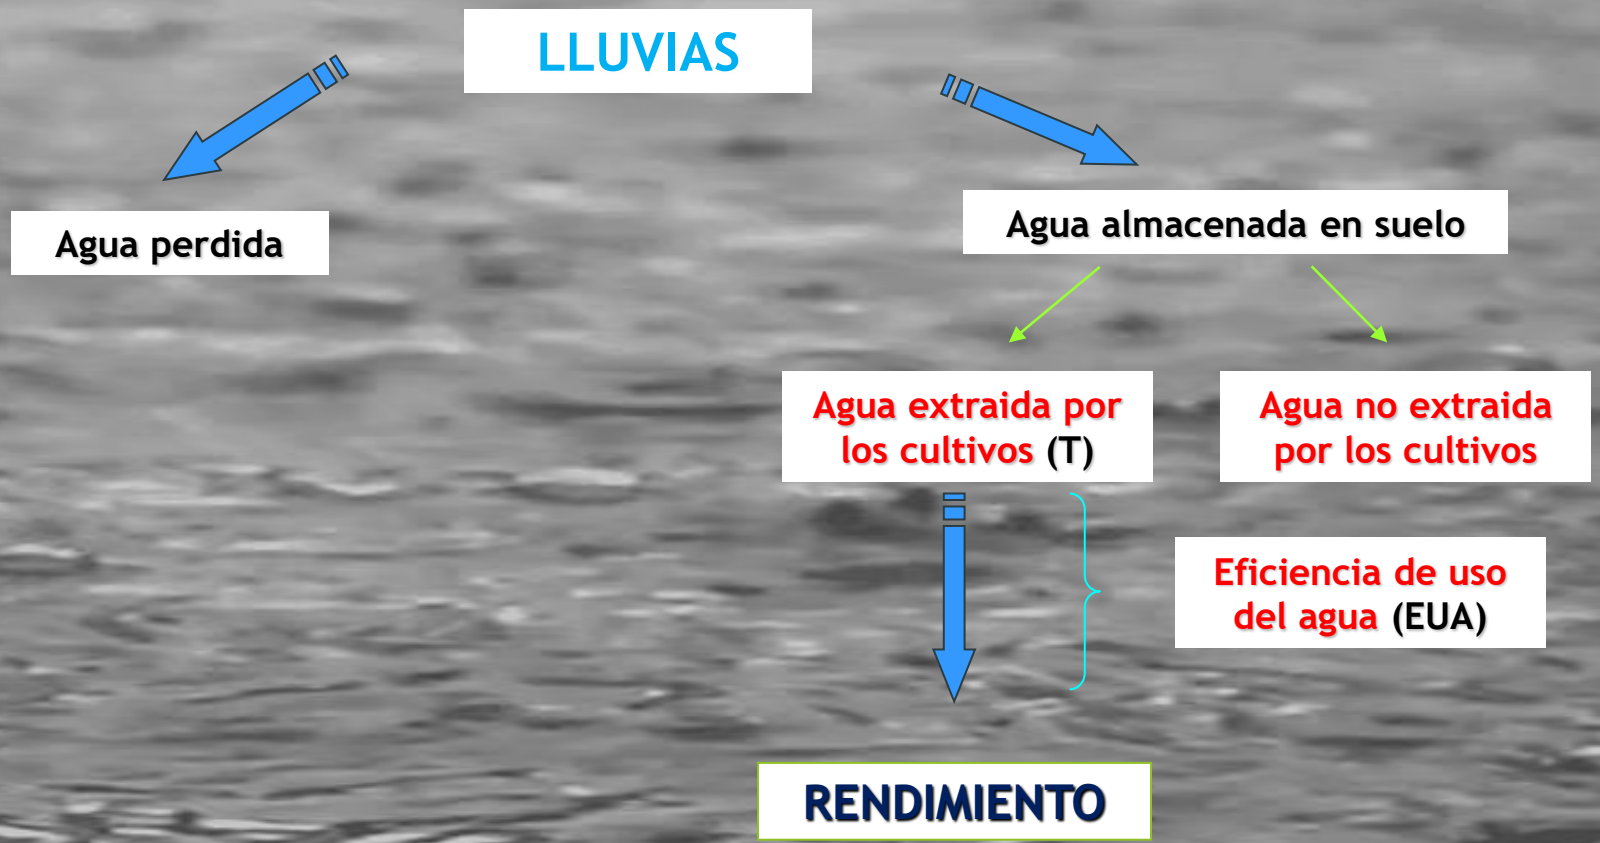 LLUVIAS
Agua perdida
Agua almacenada en suelo
Agua extraida por
los cultivos (T)
Agua no extraida
por los cultivos
Eficiencia de uso
del agua (EUA)
RENDIMIENTO